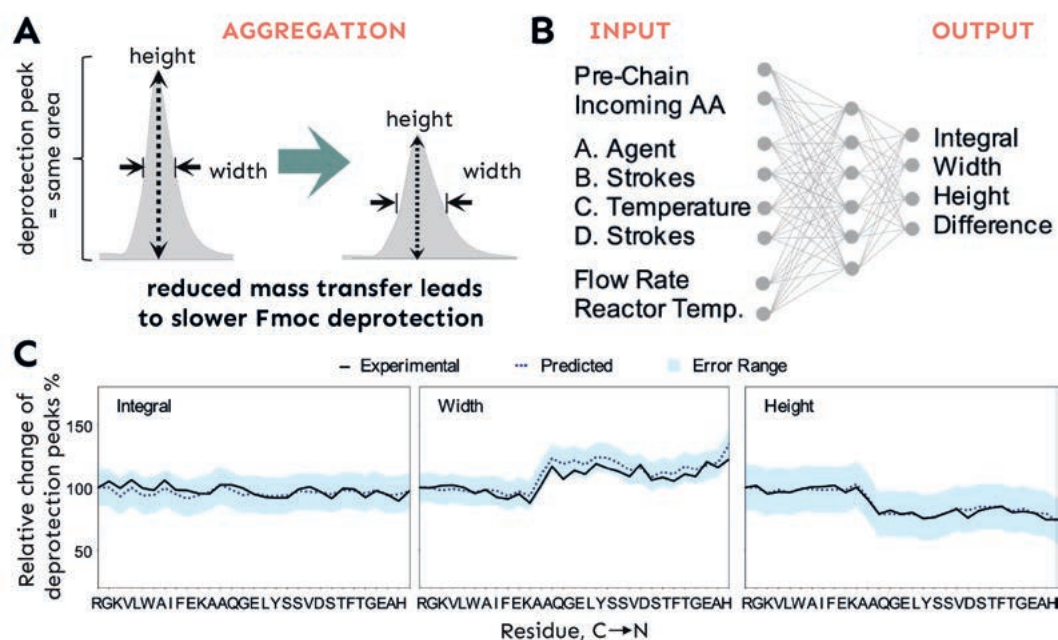 A
AGGREGATION
deprotection peak
= same area
height
width
height
width
reduced mass transfer leads
to slower Fmoc deprotection
B
INPUT
OUTPUT
Pre-Chain
Incoming AA
A. Agent
B. Strokes
C. Temperature
D. Strokes
Flow Rate
Reactor Temp.
Integral
Width
Height
Difference
C
Experimental
Predicted
Error Range
Relative change of
deprotection peaks %
150
100
50
Integral
Width
Height
RGKVLWAIFEKAAQGELYSSVDSTFTGEAH
RGKVLWAIFEKAAQGELYSSVDSTFTGEAH
RGKVLWAIFEKAAQGELYSSVDSTFTGEAH
Residue, C→N